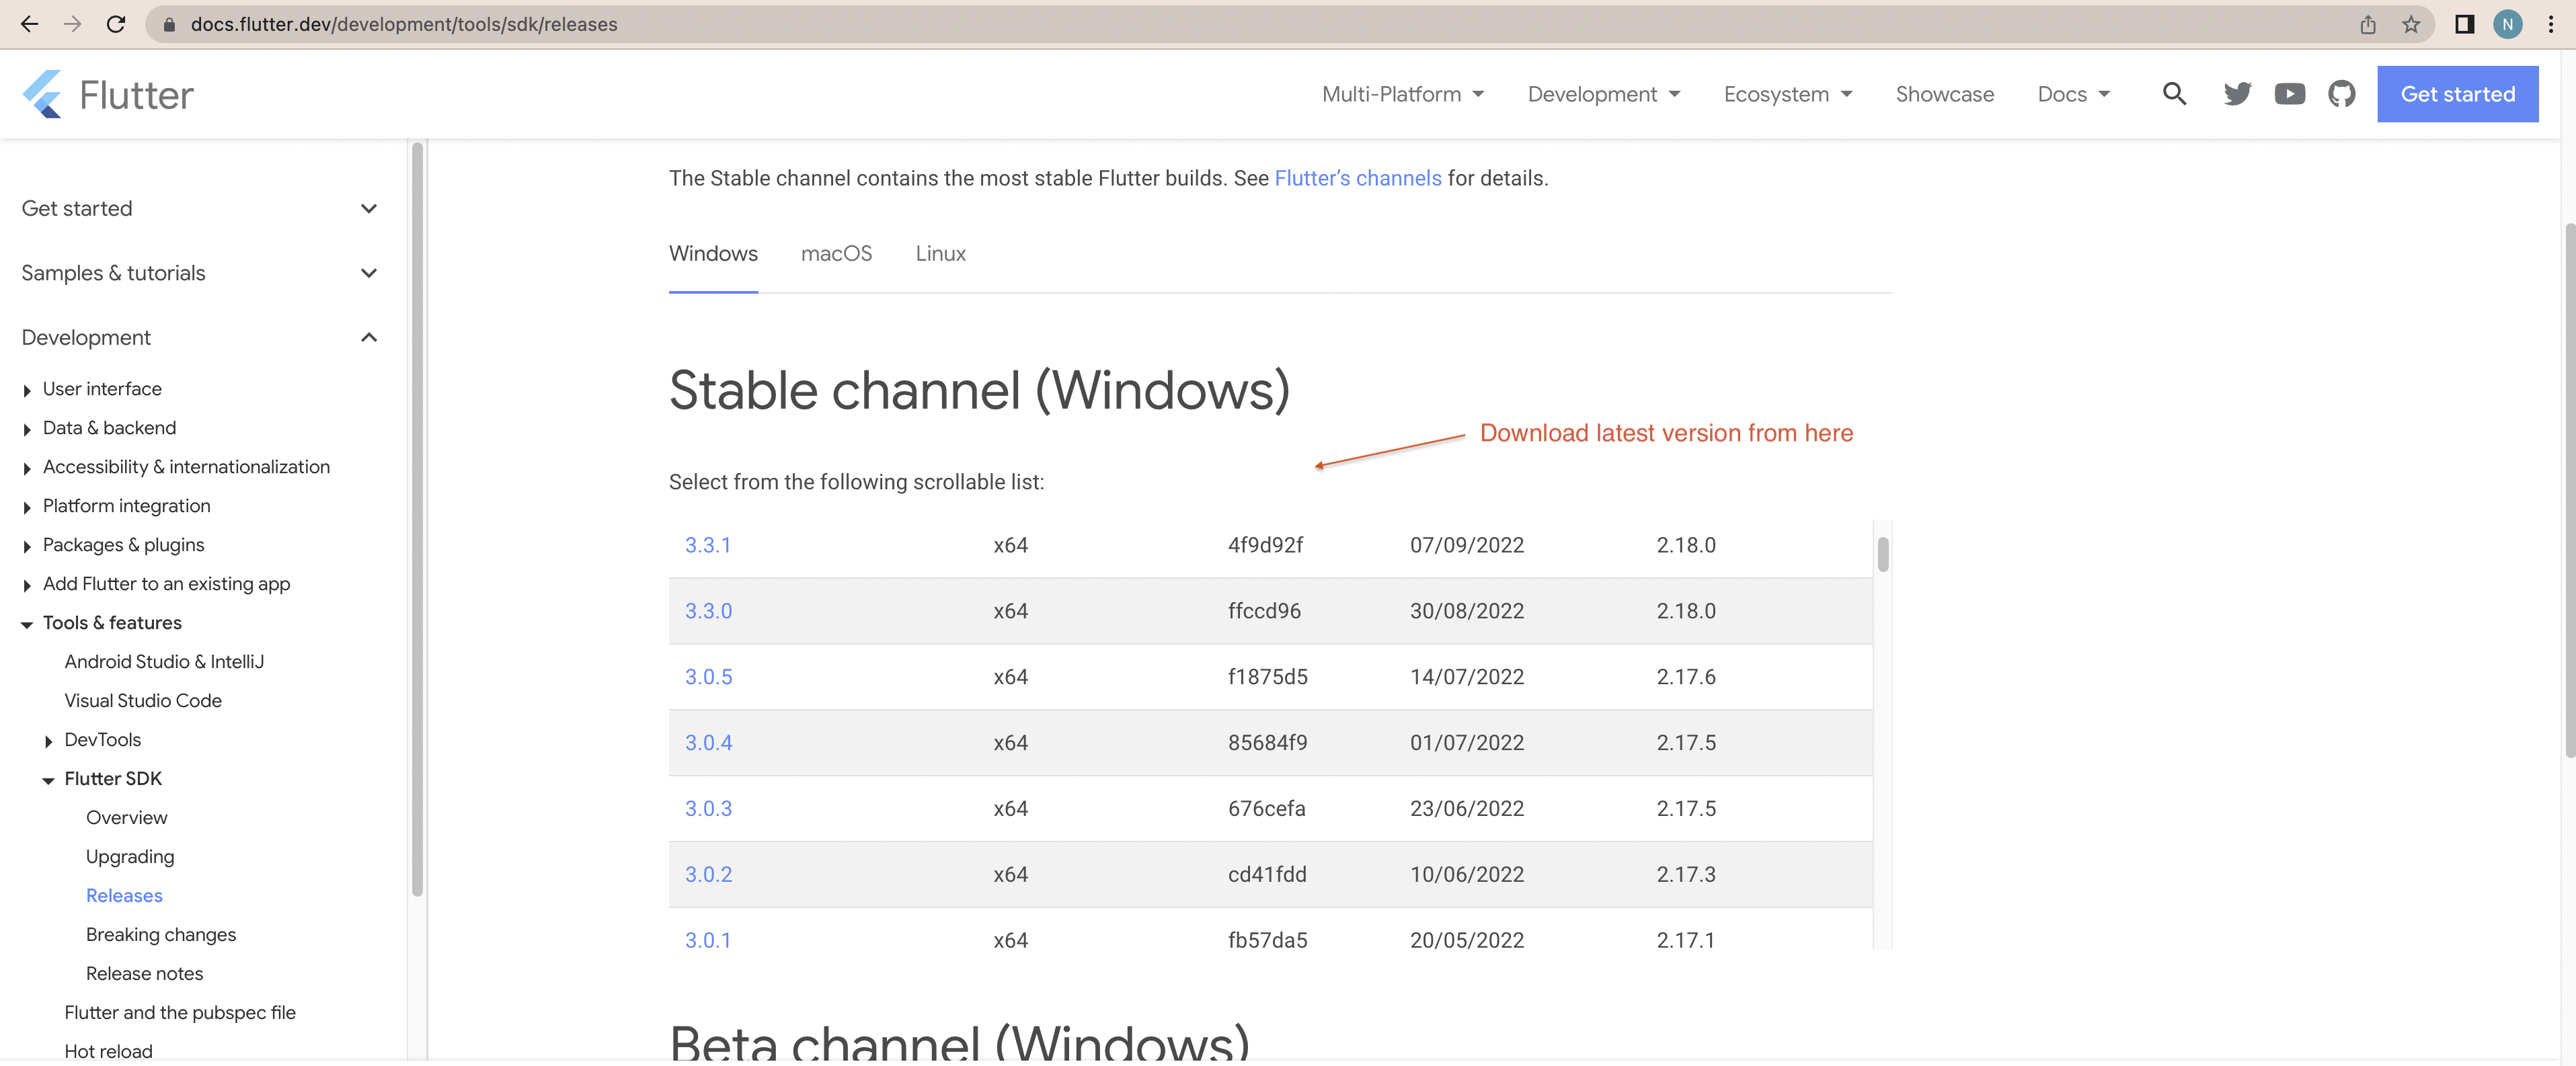 docs.flutter.dev/development/tools/sdk/releases
N
Flutter
Multi-Platform Development Ecosystem Showcase Docs Get started
Get started
Samples & tutorials
Development
User interface
Data & backend
Accessibility & internationalization
Platform integration
Packages & plugins
Add Flutter to an existing app
Tools & features
Android Studio & IntelliJ
Visual Studio Code
DevTools
Flutter SDK
Overview
Upgrading
Releases
Breaking changes
Release notes
Flutter and the pubspec file
Hot reload
The Stable channel contains the most stable Flutter builds. See Flutter’s channels for details.
Windows macOS Linux
Stable channel (Windows)
Download latest version from here
Select from the following scrollable list:
3.3.1 x64 4f9d92f 07/09/2022 2.18.0
3.3.0 x64 ffccd96 30/08/2022 2.18.0
3.0.5 x64 f1875d5 14/07/2022 2.17.6
3.0.4 x64 85684f9 01/07/2022 2.17.5
3.0.3 x64 676cefa 23/06/2022 2.17.5
3.0.2 x64 cd41fdd 10/06/2022 2.17.3
3.0.1 x64 fb57da5 20/05/2022 2.17.1
Beta channel (Windows)